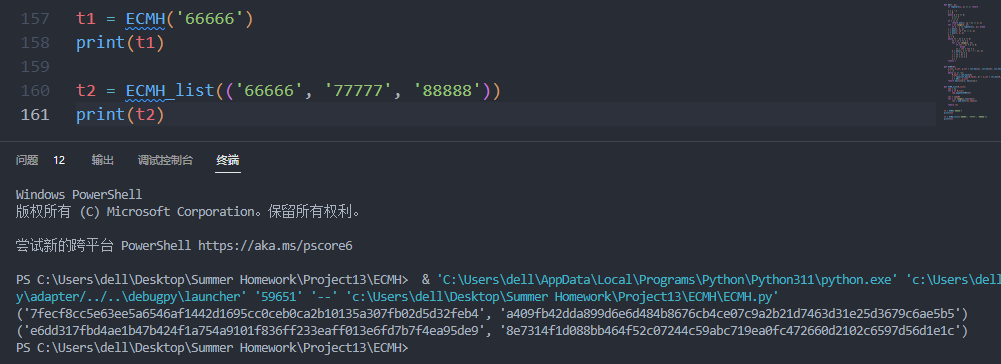 157 t1 = ECMH('66666')
158 print(t1)
159
160 t2 = ECMH_list(('66666', '77777', '88888'))
161 print(t2)
问题 12 输出 调试控制台 终端
Windows PowerShell
版权所有 (C) Microsoft Corporation。保留所有权利。
尝试新的跨平台 PowerShell https://aka.ms/pscore6
PS C:\Users\dell\Desktop\Summer Homework\Project13\ECMH> & 'C:\Users\dell\AppData\Local\Programs\Python\Python311\python.exe' 'c:\Users\dell\
y\adapter/../..\debugpy\launcher' '59651' '--' 'c:\Users\dell\Desktop\Summer Homework\Project13\ECMH\ECMH.py'
('7fecf8cc5e63ee5a6546af1442d1695cc0ceb0ca2b10135a307fb02d5d32feb4', 'a409fb42dda899d6e6d484b8676cb4ce07c9a2b21d7463d31e25d3679c6ae5b5')
('e6dd317fbd4ae1b47b424f1a754a9101f836ff233eaff013e6fd7b7f4ea95de9', '8e7314f1d088bb464f52c07244c59abc719ea0fc472660d2102c6597d56d1e1c')
PS C:\Users\dell\Desktop\Summer Homework\Project13\ECMH>